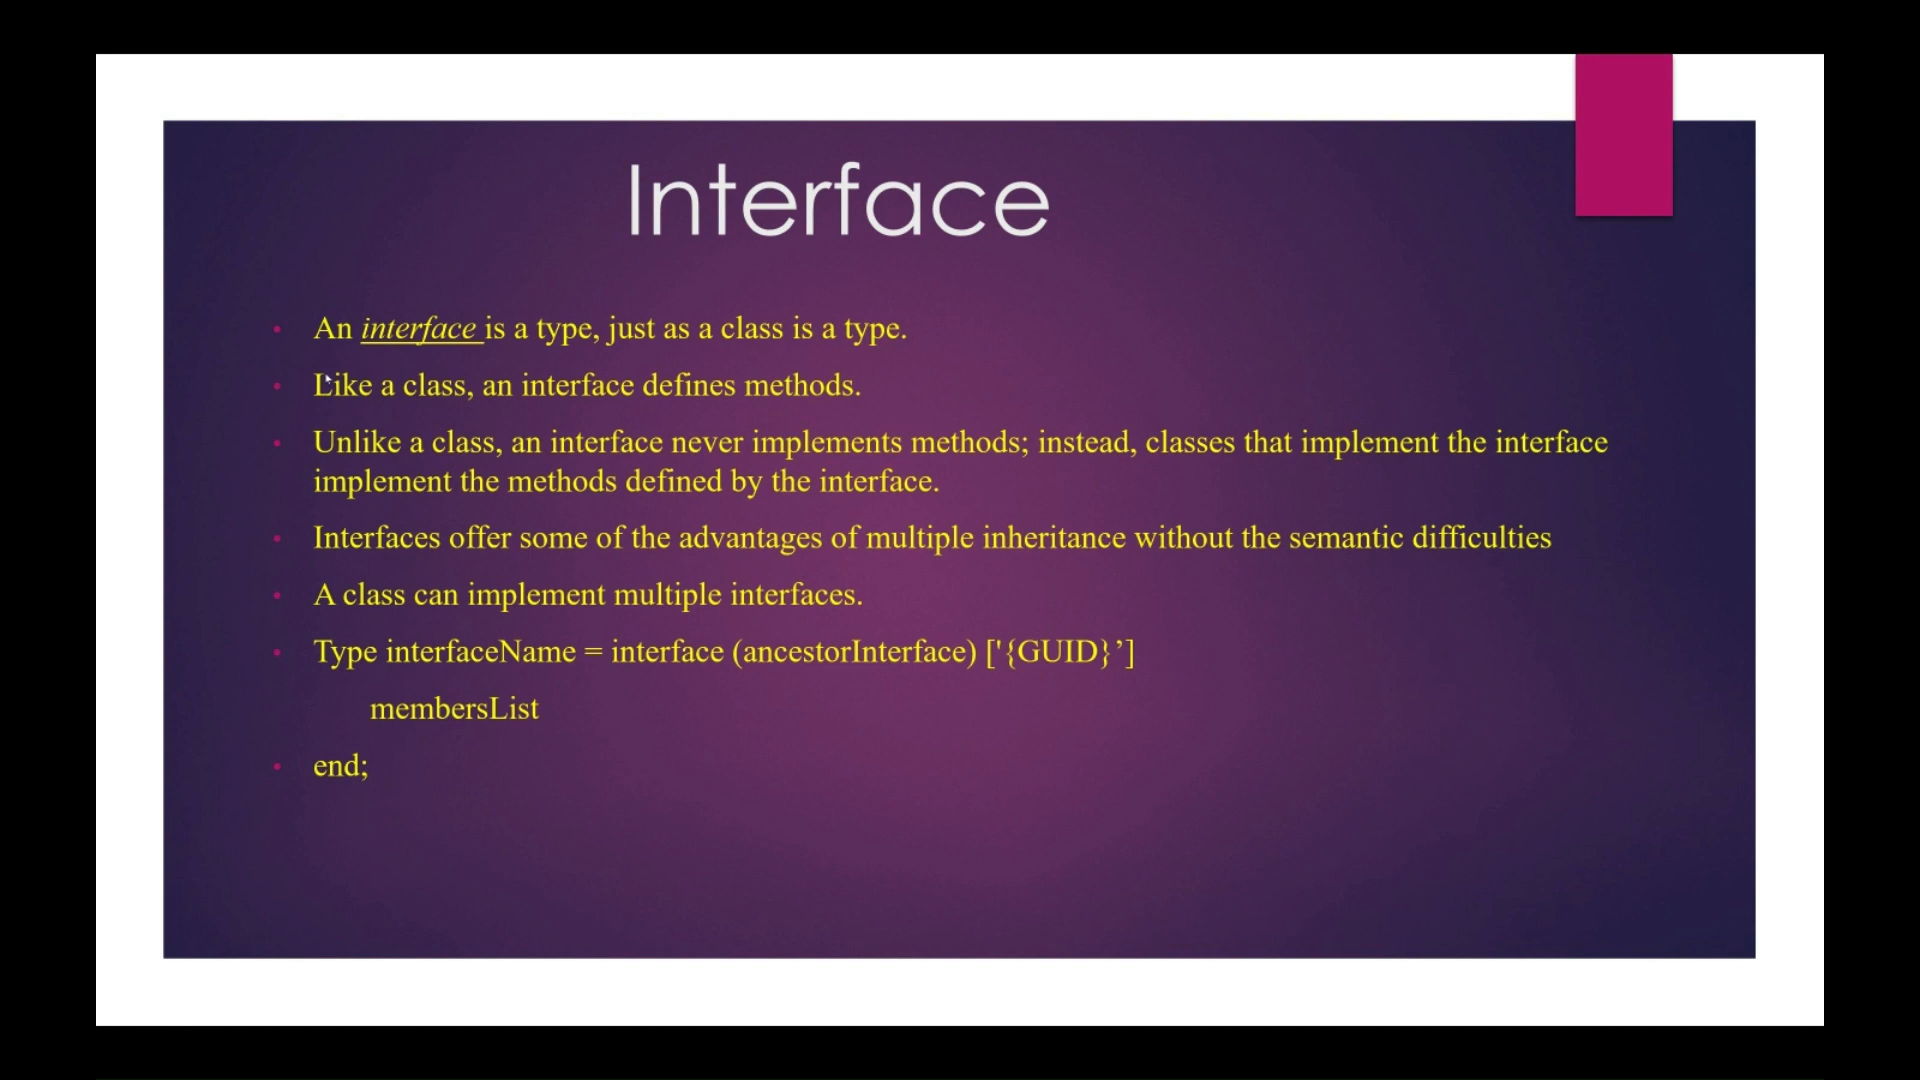 Interface
• An interface is a type, just as a class is a type.
• Like a class, an interface defines methods.
• Unlike a class, an interface never implements methods; instead, classes that implement the interface
implement the methods defined by the interface.
• Interfaces offer some of the advantages of multiple inheritance without the semantic difficulties
• A class can implement multiple interfaces.
• Type interfaceName = interface (ancestorInterface) ['{GUID}’]
membersList
• end;